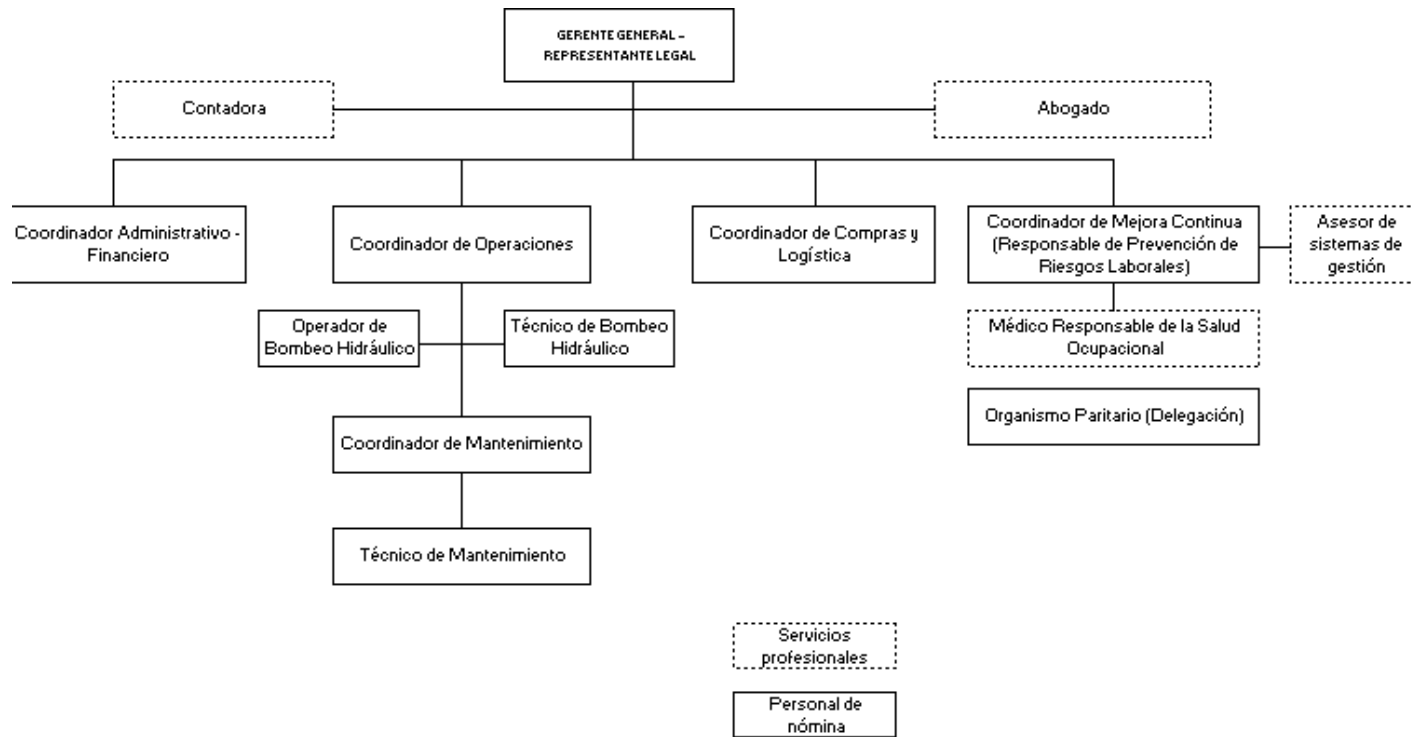 GERENTE GENERAL –
REPRESENTANTE LEGAL
Contadora
Abogado
Coordinador Administrativo -
Financiero
Coordinador de Operaciones
Coordinador de Compras y
Logística
Coordinador de Mejora Continua
(Responsable de Prevención de
Riesgos Laborales)
Asesor de
sistemas de
gestión
Operador de
Bombeo Hidráulico
Técnico de Bombeo
Hidráulico
Médico Responsable de la Salud
Ocupacional
Organismo Paritario (Delegación)
Coordinador de Mantenimiento
Técnico de Mantenimiento
Servicios
profesionales
Personal de
nómina